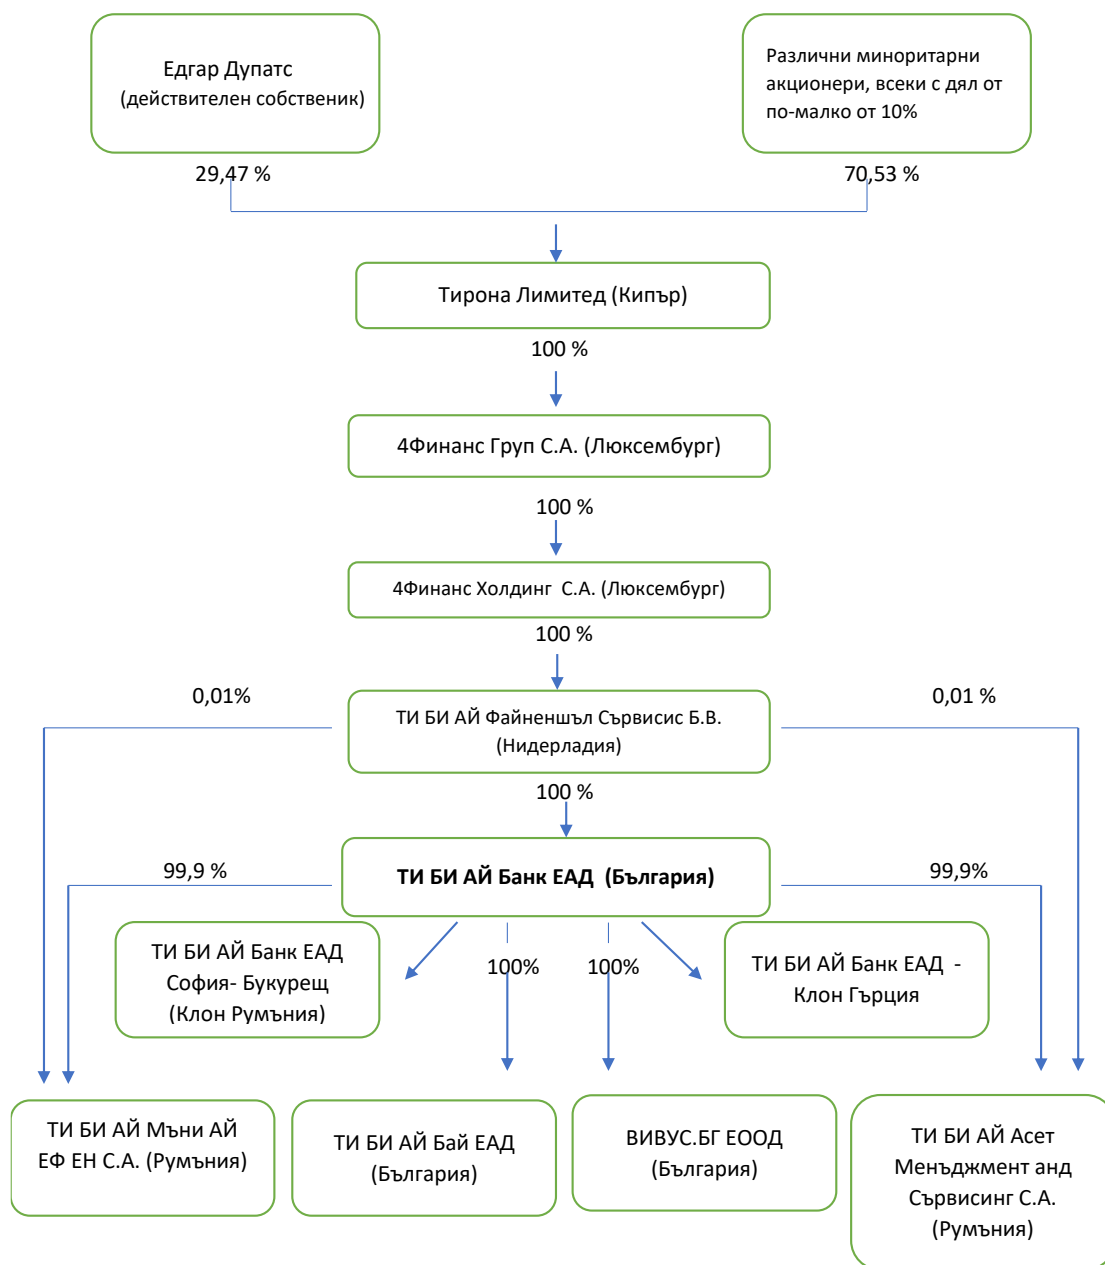 Едгар Дупатс
(действителен собственик)
Различни миноритарни
акционери, всеки с дял от
по-малко от 10%
29,47 %
70,53 %
Тирона Лимитед (Кипър)
100 %
4Финанс Груп С.А. (Люксембург)
100 %
4Финанс Холдинг С.А. (Люксембург)
100 %
0,01%
0,01 %
ТИ БИ АЙ Файненшъл Сървисис Б.В.
(Нидерладия)
100 %
99,9 %
ТИ БИ АЙ Банк ЕАД (България)
99,9%
ТИ БИ АЙ Банк ЕАД
София- Букурещ
(Клон Румъния)
100%
100%
ТИ БИ АЙ Банк ЕАД -
Клон Гърция
ТИ БИ АЙ Мъни АЙ
ЕФ ЕН С.А. (Румъния)
ТИ БИ АЙ Бай ЕАД
(България)
ВИВУС.БГ ЕООД
(България)
ТИ БИ АЙ Асет
Менъджмент анд
Сървисинг С.А.
(Румъния)